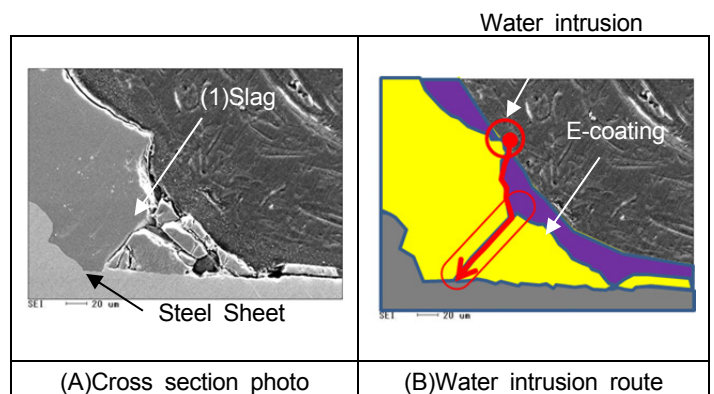 Water intrusion
(1)Slag
Steel Sheet
SEI 20 um
E-coating
SEI 20 um
(A)Cross section photo
(B)Water intrusion route